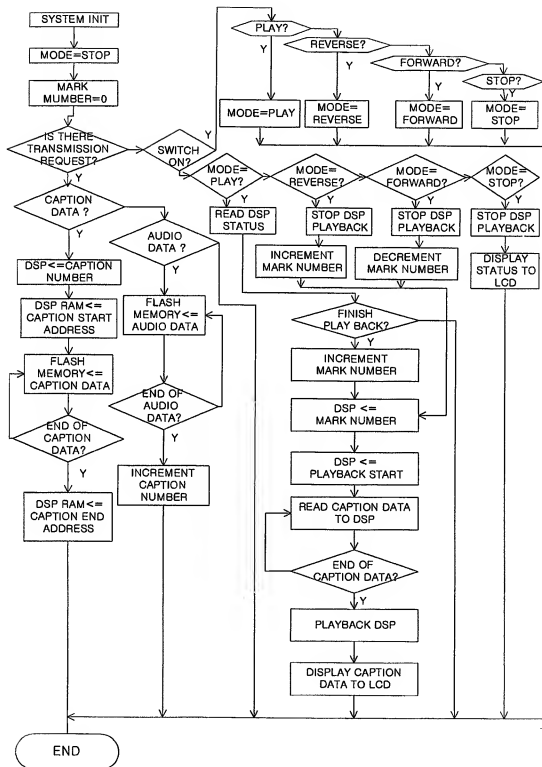 SYSTEM INIT
MODE=STOP
MARK
MUMBER=0
IS THERE
TRANSMISSION
REQUEST?
Y
CAPTION
DATA ?
Y
DSP<=CAPTION
NUMBER
DSP RAM<=
CAPTION START
ADDRESS
FLASH
MEMORY<=
CAPTION DATA
END OF
CAPTION
DATA?
Y
DSP RAM<=
CAPTION END
ADDRESS
END
SWITCH
ON?
Y
AUDIO
DATA ?
Y
FLASH
MEMORY<=
AUDIO DATA
END OF
AUDIO
DATA?
Y
INCREMENT
CAPTION
NUMBER
PLAY?
Y
REVERSE?
Y
FORWARD?
Y
STOP?
Y
MODE=PLAY
MODE=
REVERSE
MODE=
FORWARD
MODE=
STOP
MODE=
PLAY?
Y
MODE=
REVERSE?
Y
MODE=
FORWARD?
Y
MODE=
STOP?
Y
READ DSP
STATUS
STOP DSP
PLAYBACK
STOP DSP
PLAYBACK
STOP DSP
PLAYBACK
INCREMENT
MARK NUMBER
DECREMENT
MARK NUMBER
DISPLAY
STATUS TO
LCD
FINISH
PLAY BACK?
Y
INCREMENT
MARK NUMBER
DSP <=
MARK NUMBER
DSP <=
PLAYBACK START
READ CAPTION DATA
TO DSP
END OF
CAPTION DATA?
Y
PLAYBACK DSP
DISPLAY CAPTION
DATA TO LCD